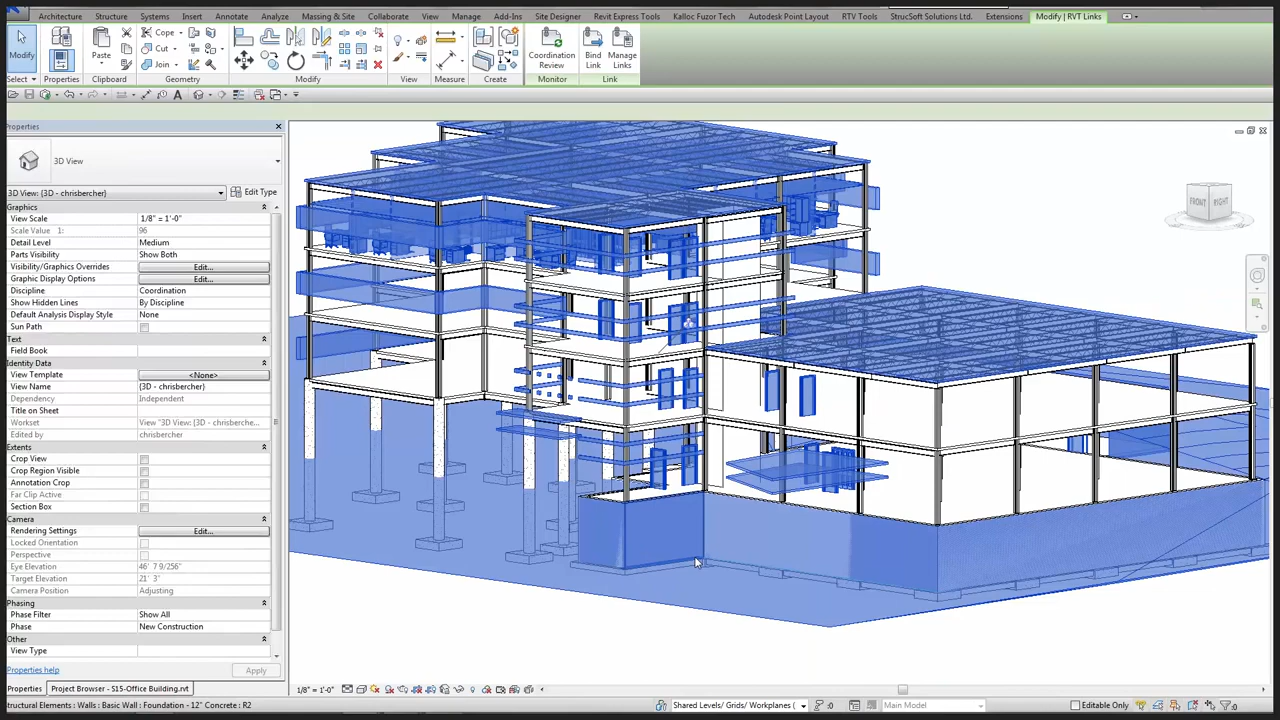 Architecture Structure Systems Insert Annotate Analyze Massing & Site Collaborate View Manage Add-Ins Site Designer Revit Express Tools Kalloc Fuzor Tech Autodesk Point Layout RTV Tools StrucSoft Solutions Ltd. Extensions Modify | RVT Links
Modify Properties Paste Cope Cut Join Coordination Review Bind Link Manage Links
Select Properties Clipboard Geometry Modify View Measure Create Monitor Link
Properties
3D View
3D View: {3D - chrisbercher} Edit Type
Graphics
View Scale 1/8" = 1'-0"
Scale Value 1: 96
Detail Level Medium
Parts Visibility Show Both
Visibility/Graphics Overrides Edit...
Graphic Display Options Edit...
Discipline Coordination
Show Hidden Lines By Discipline
Default Analysis Display Style None
Sun Path
Text
Field Book
Identity Data
View Template <None>
View Name {3D - chrisbercher}
Dependency Independent
Title on Sheet
Workset View "3D View: {3D - chrisberche...
Edited by chrisbercher
Extents
Crop View
Crop Region Visible
Annotation Crop
Far Clip Active
Section Box
Camera
Rendering Settings Edit...
Locked Orientation
Perspective
Eye Elevation 46' 7 9/256"
Target Elevation 21' 3"
Camera Position Adjusting
Phasing
Phase Filter Show All
Phase New Construction
Other
View Type
Properties help Apply
Properties Project Browser - S15-Office Building.rvt
FRONT RIGHT
1/8" = 1'-0"
Structural Elements : Walls : Basic Wall : Foundation - 12" Concrete : R2 Shared Levels/ Grids/ Workplanes ( :0 Main Model Editable Only :0